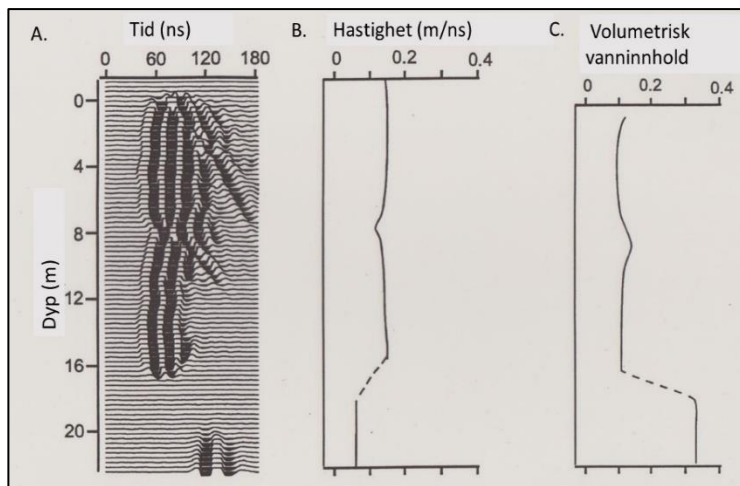 A.
Tid (ns)
0 60 120 180
0
4
8
12
16
20
Dyp (m)
B.
Hastighet (m/ns)
0 0.2 0.4
C.
Volumetrisk
vanninnhold
0 0.2 0.4